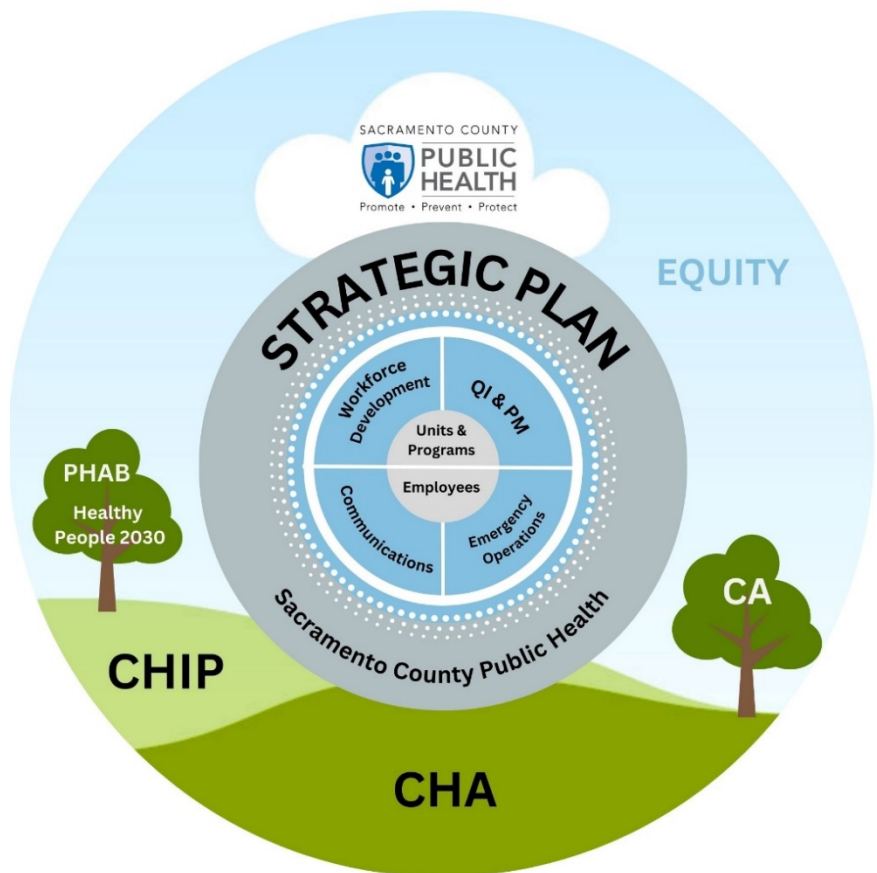 SACRAMENTO COUNTY
PUBLIC
HEALTH
Promote • Prevent • Protect
EQUITY
STRATEGIC PLAN
Workforce
Development
QI & PM
Units &
Programs
Employees
Communications
Emergency
Operations
Sacramento County Public Health
PHAB
Healthy
People 2030
CA
CHIP
CHA